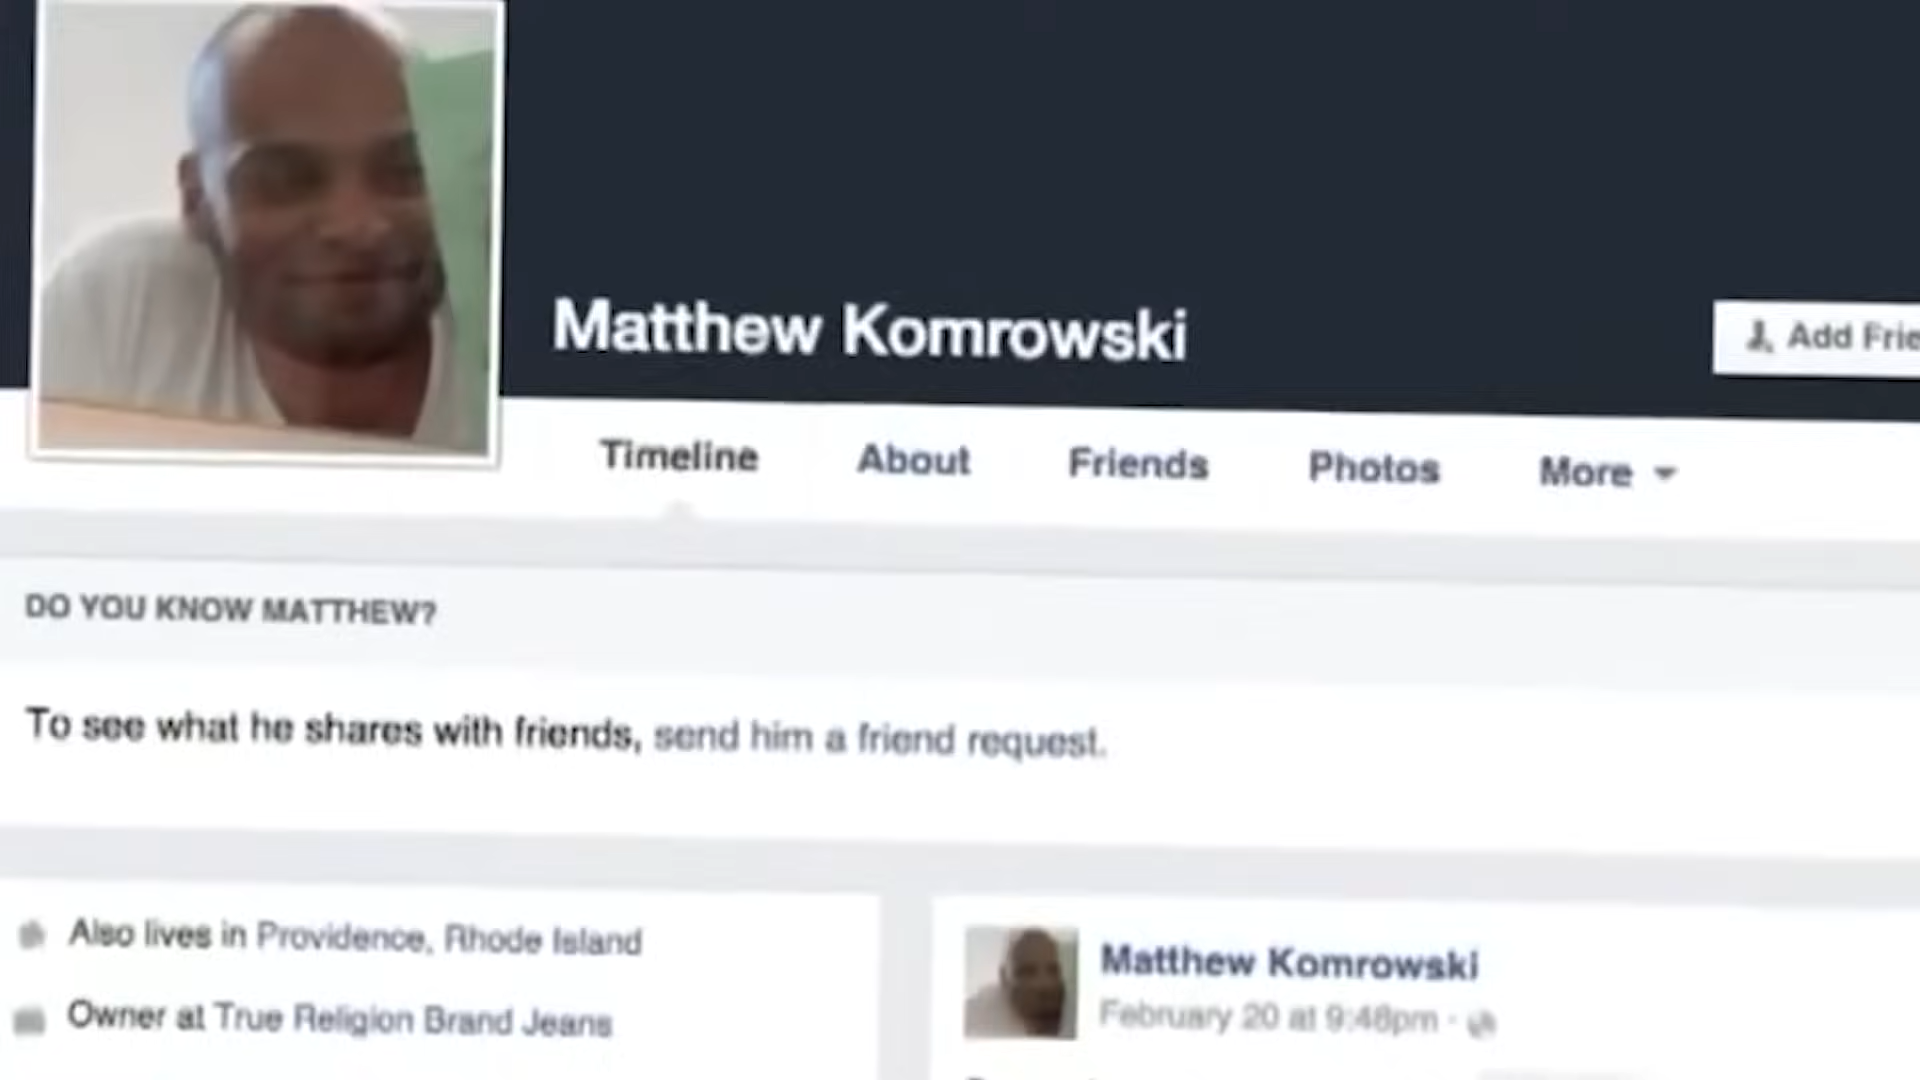 Matthew Komrowski
Add Frie
Timeline About Friends Photos More
DO YOU KNOW MATTHEW?
To see what he shares with friends, send him a friend request.
Also lives in Providence, Rhode Island
Owner at True Religion Brand Jeans
Matthew Komrowski
February 20 at 9:48pm ·